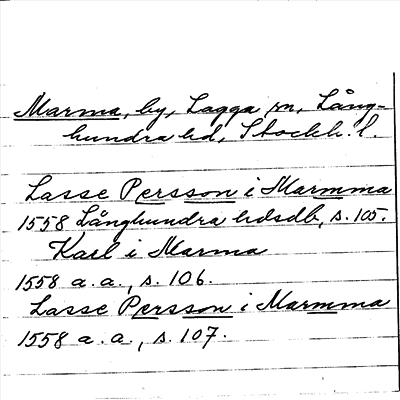 Marma, by, Lagga sn, Lång-
hundra hd, Stockh. l.
Lasse Persson i Marmma
1558 Långhundra hdsdb, s. 105.
Karl i Marma
1558 a. a., s. 106.
Lasse Persson i Marmma
1558 a. a., s. 107.